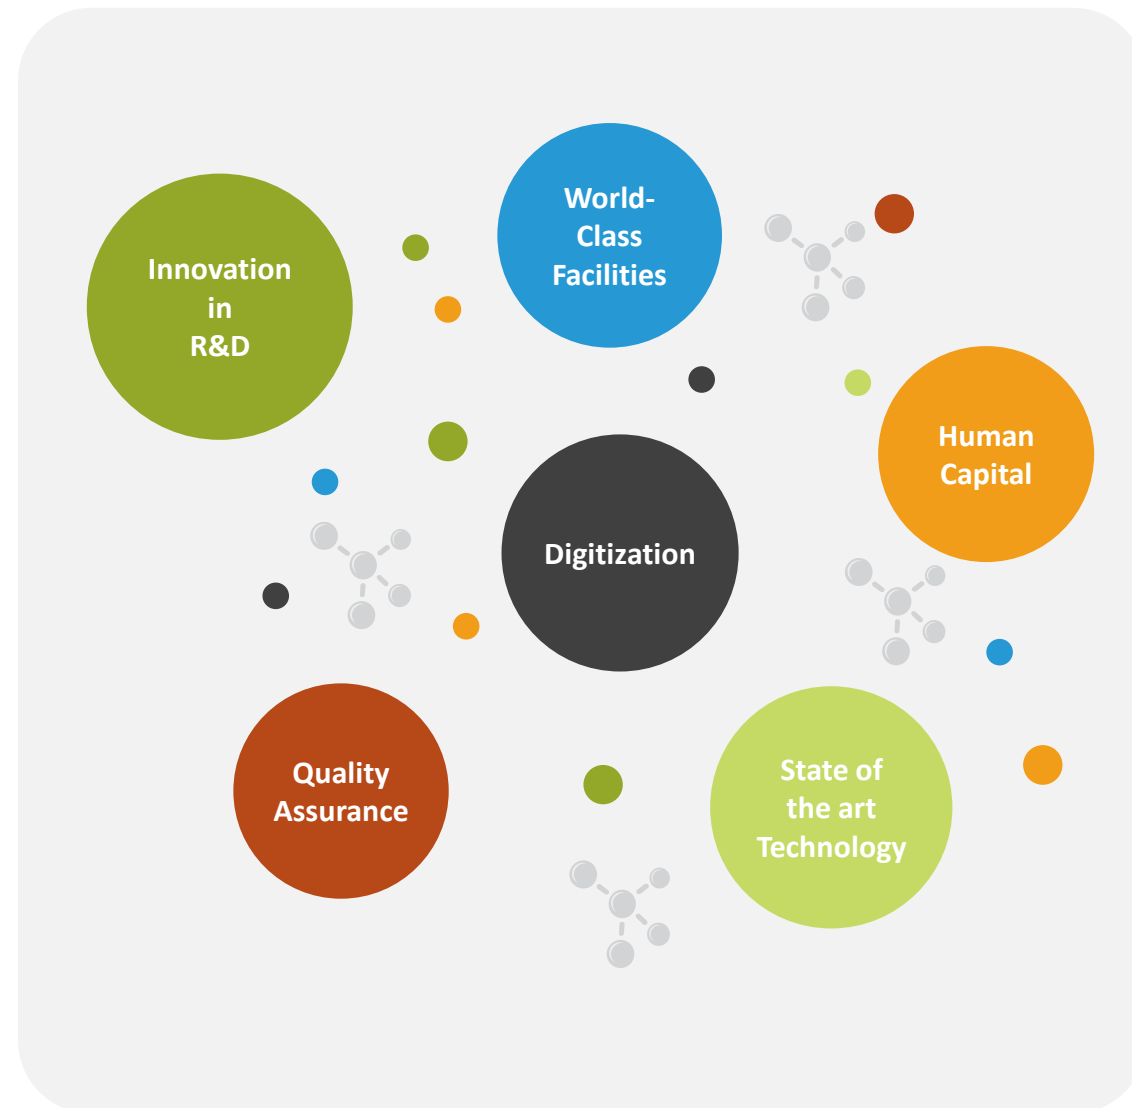 World-
Class
Facilities
Innovation
in
R&D
Human
Capital
Digitization
Quality
Assurance
State of
the art
Technology